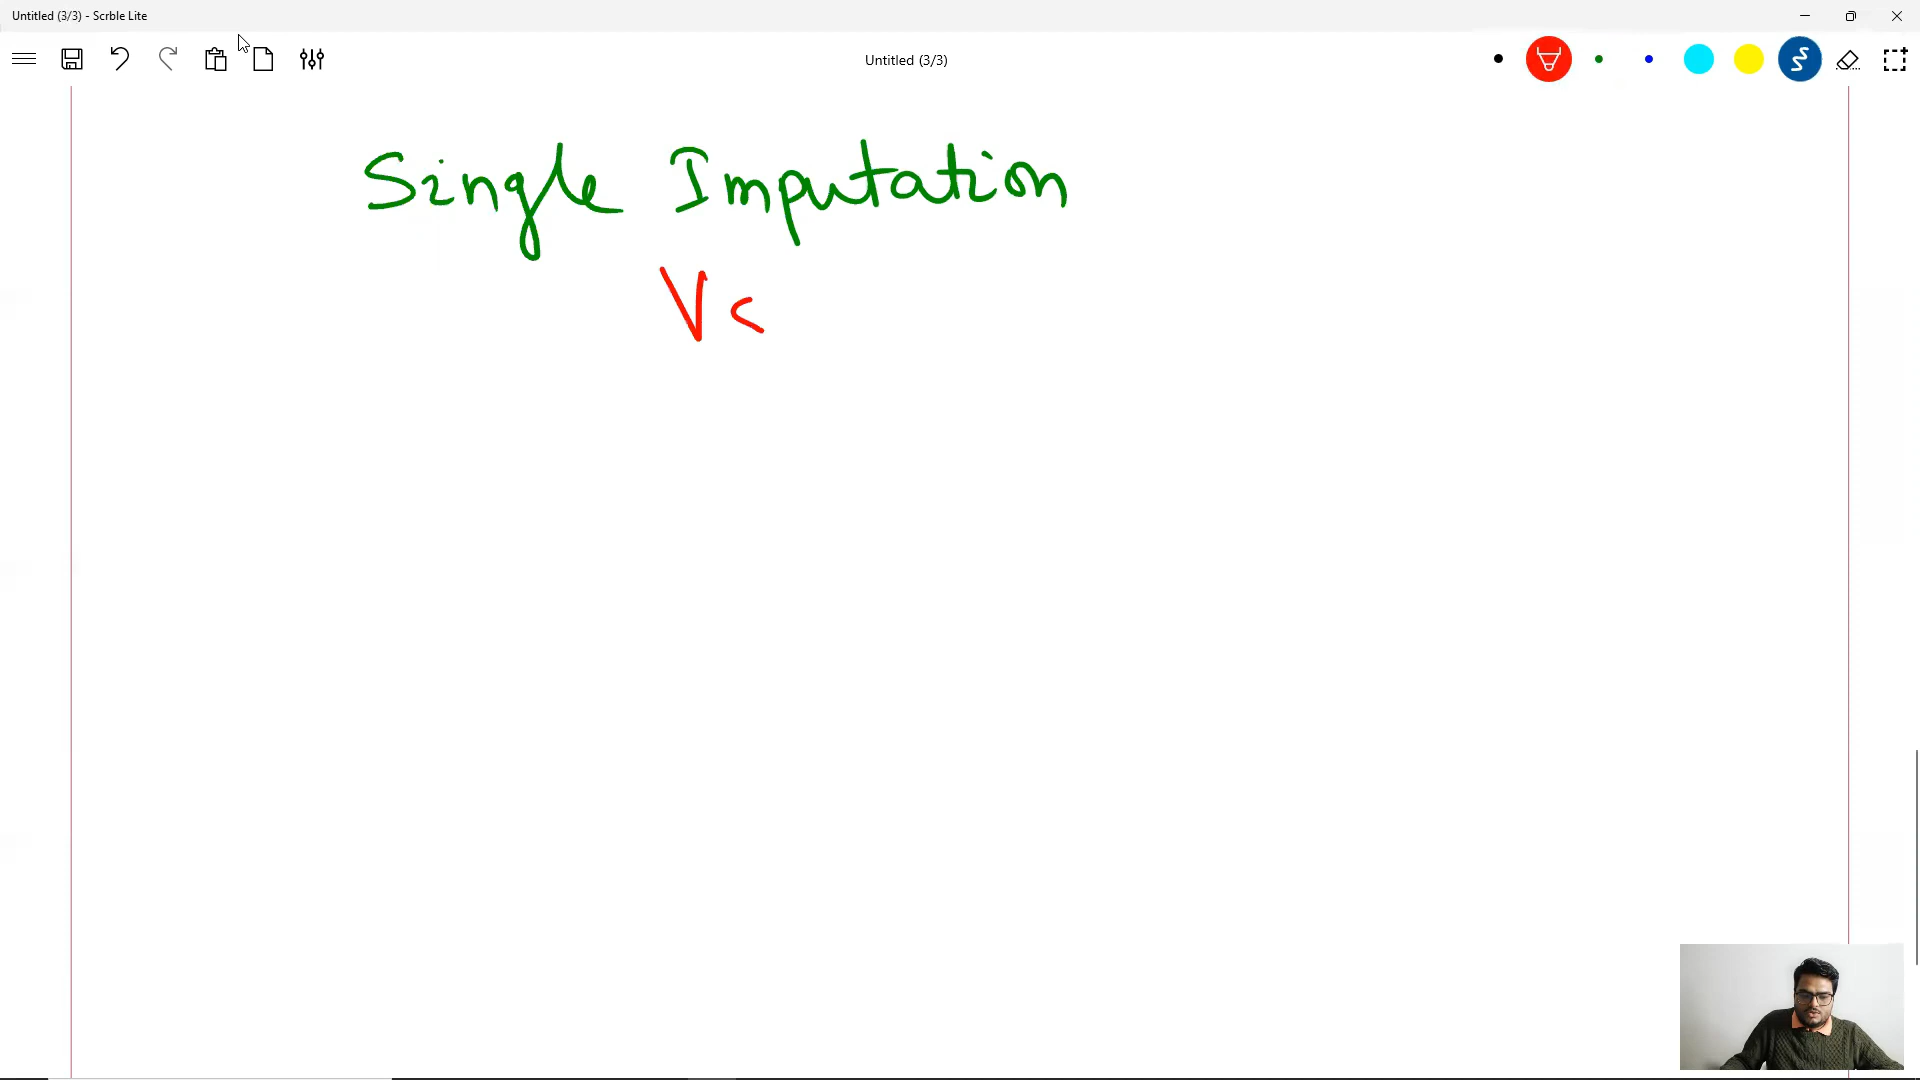 Untitled (3/3) - Scrble Lite
Untitled (3/3)
Single Imputation
Vs